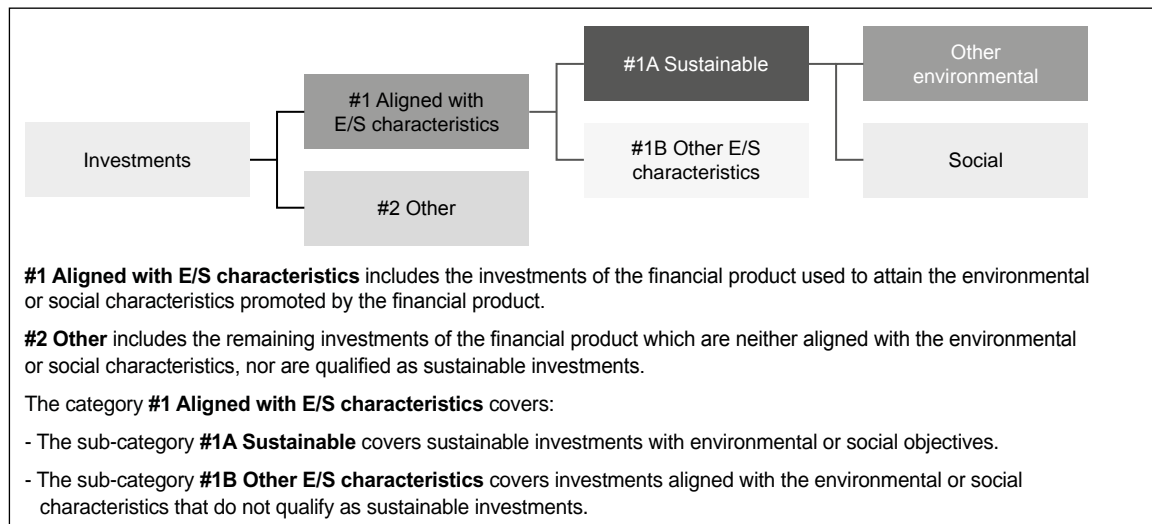 #1A Sustainable
Other
environmental
#1 Aligned with
E/S characteristics
Investments
#1B Other E/S
characteristics
Social
#2 Other
#1 Aligned with E/S characteristics includes the investments of the financial product used to attain the environmental
or social characteristics promoted by the financial product.
#2 Other includes the remaining investments of the financial product which are neither aligned with the environmental
or social characteristics, nor are qualified as sustainable investments.
The category #1 Aligned with E/S characteristics covers:
- The sub-category #1A Sustainable covers sustainable investments with environmental or social objectives.
- The sub-category #1B Other E/S characteristics covers investments aligned with the environmental or social
characteristics that do not qualify as sustainable investments.